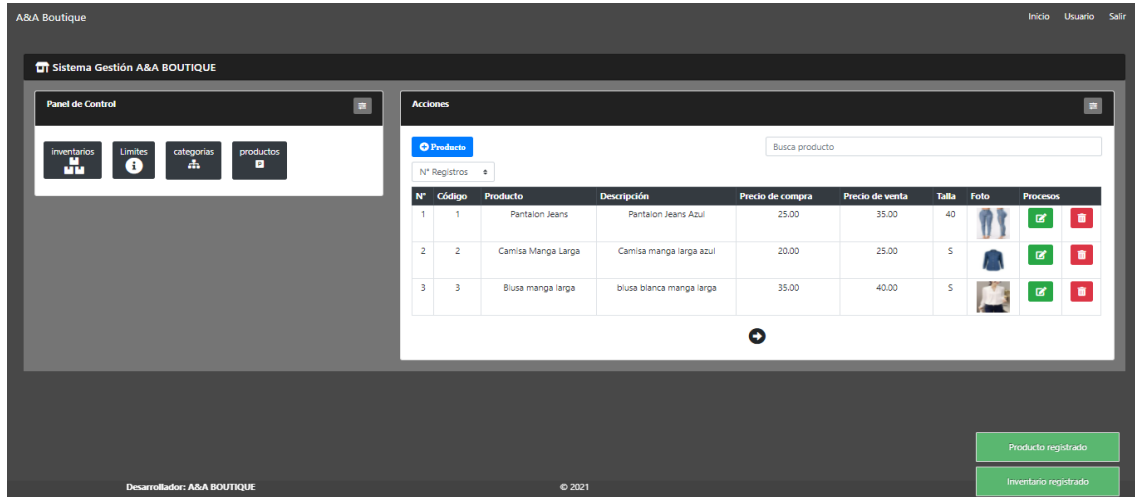 A&A Boutique Inicio Usuario Salir
Sistema Gestión A&A BOUTIQUE
Panel de Control
inventarios Limites categorias productos
P
Acciones
Producto Busca producto
N° Registros
N° Código Producto Descripción Precio de compra Precio de venta Talla Foto Procesos
1 1 Pantalon Jeans Pantalon Jeans Azul 25.00 35.00 40
2 2 Camisa Manga Larga Camisa manga larga azul 20.00 25.00 S
3 3 Blusa manga larga blusa blanca manga larga 35.00 40.00 S
Producto registrado
Inventario registrado
Desarrollador: A&A BOUTIQUE © 2021